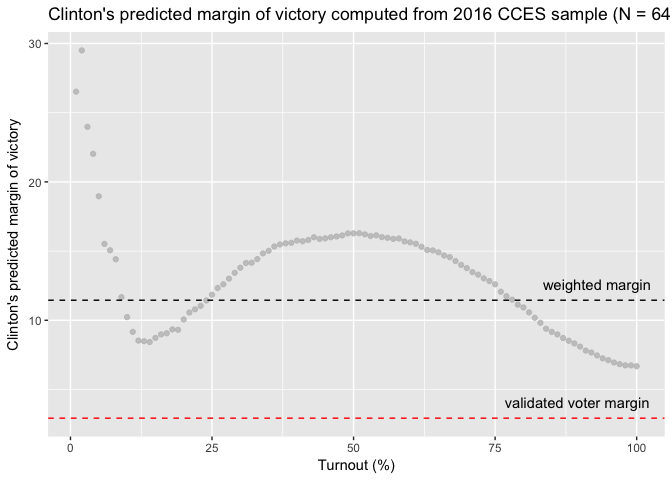 Clinton's predicted margin of victory computed from 2016 CCES sample (N = 64
30
20
10
Clinton's predicted margin of victory
weighted margin
validated voter margin
0
25
50
75
100
Turnout (%)